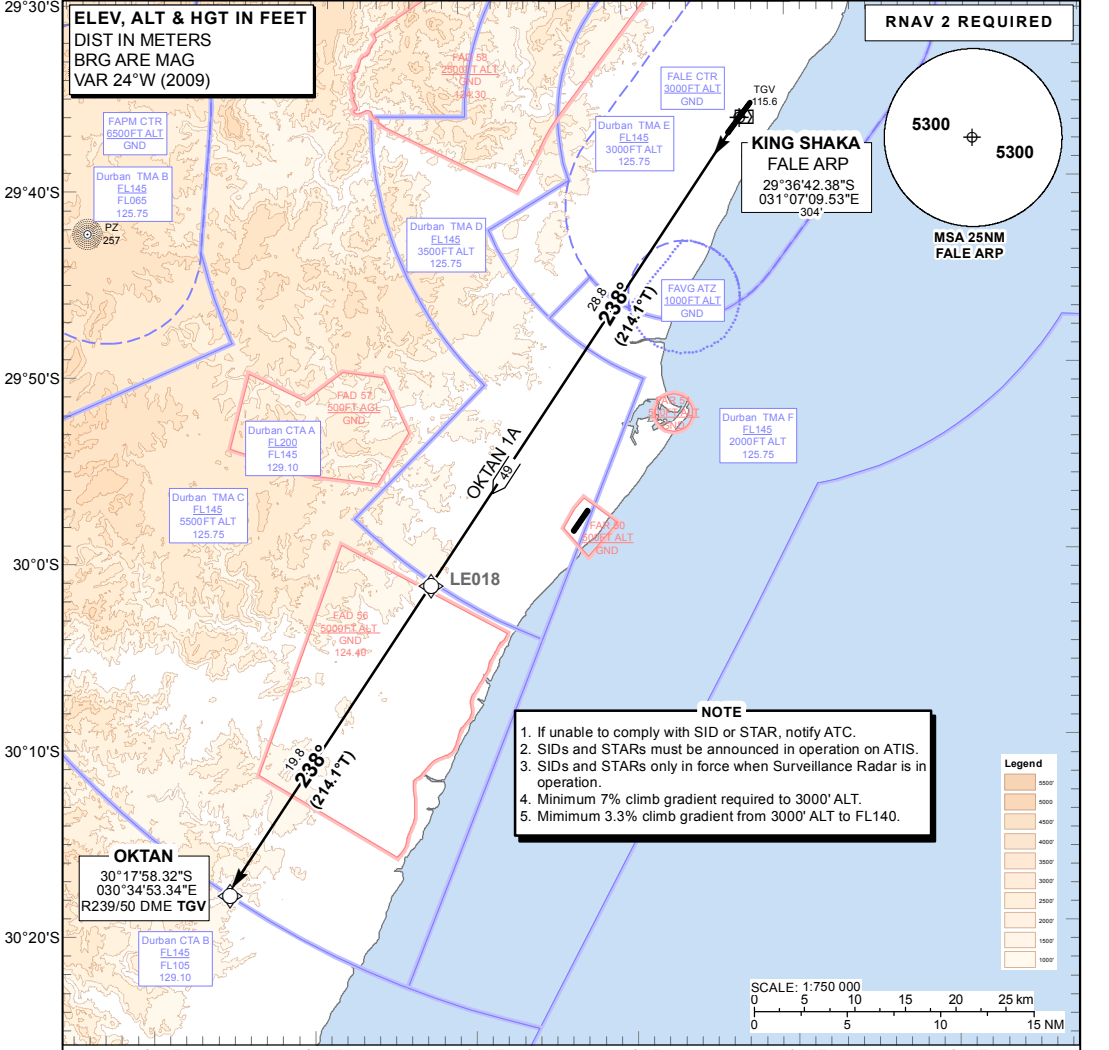 29°30'S
ELEV, ALT & HGT IN FEET
DIST IN METERS
BRG ARE MAG
VAR 24°W (2009)
RNAV 2 REQUIRED
5300
5300
MSA 25NM
FALE ARP
FAD 58
2500FT ALT
GND
124.30
FALE CTR
3000FT ALT
GND
TGV
115.6
KING SHAKA
FALE ARP
29°36'42.38"S
031°07'09.53"E
304'
FAPM CTR
6500FT ALT
GND
Durban TMA E
FL145
3000FT ALT
125.75
29°40'S
Durban TMA B
FL145
FL065
125.75
PZ
257
Durban TMA D
FL145
3500FT ALT
125.75
FAVG ATZ
1000FT ALT
GND
28.8
238°
(214.1°T)
29°50'S
FAD 57
500FT AGL
GND
Durban CTA A
FL200
FL145
129.10
GND
Durban TMA F
FL145
2000FT ALT
125.75
OKTAN 1A
49
Durban TMA C
FL145
5500FT ALT
125.75
FAR 50
500FT ALT
GND
30°0'S
LE018
FAD 56
5000FT ALT
GND
124.40
30°10'S
19.8
238°
(214.1°T)
NOTE
1. If unable to comply with SID or STAR, notify ATC.
2. SIDs and STARs must be announced in operation on ATIS.
3. SIDs and STARs only in force when Surveillance Radar is in
operation.
4. Minimum 7% climb gradient required to 3000' ALT.
5. Mimimum 3.3% climb gradient from 3000' ALT to FL140.
Legend
5500'
5000
4500'
4000'
3500'
3000'
2500'
2000'
1500'
1000'
OKTAN
30°17'58.32"S
030°34'53.34"E
R239/50 DME TGV
30°20'S
Durban CTA B
FL145
FL105
129.10
SCALE: 1:750 000
0 5 10 15 20 25 km
0 5 10 15 NM